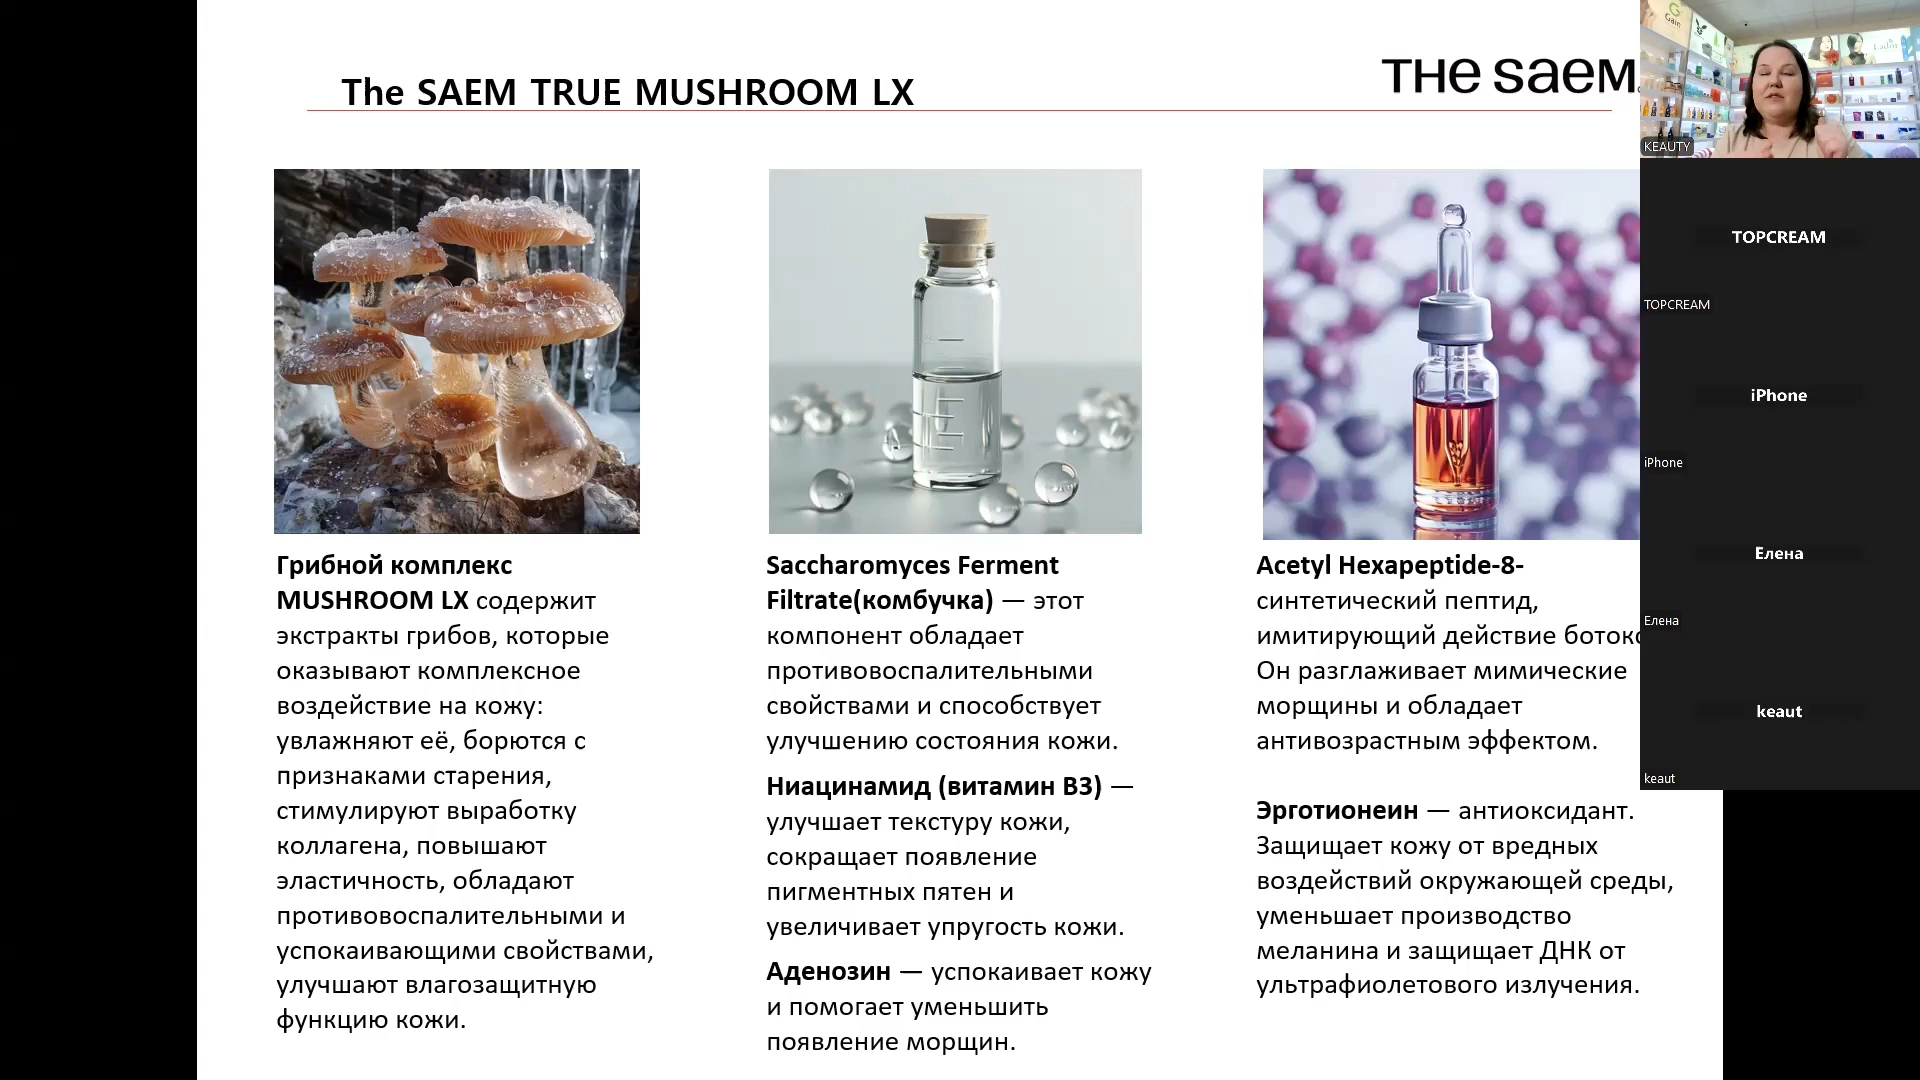 The SAEM TRUE MUSHROOM LX
THE SAEM
Грибной комплекс
MUSHROOM LX содержит
экстракты грибов, которые
оказывают комплексное
воздействие на кожу:
увлажняют её, борются с
признаками старения,
стимулируют выработку
коллагена, повышают
эластичность, обладают
противовоспалительными и
успокаивающими свойствами,
улучшают влагозащитную
функцию кожи.
Saccharomyces Ferment
Filtrate(комбучка) — этот
компонент обладает
противовоспалительными
свойствами и способствует
улучшению состояния кожи.
Ниацинамид (витамин B3) —
улучшает текстуру кожи,
сокращает появление
пигментных пятен и
увеличивает упругость кожи.
Аденозин — успокаивает кожу
и помогает уменьшить
появление морщин.
Acetyl Hexapeptide-8-
синтетический пептид,
имитирующий действие
Он разглаживает мимические
морщины и обладает
антивозрастным эффектом.
Эрготионеин — антиоксидант.
Защищает кожу от вредных
воздействий окружающей среды,
уменьшает производство
меланина и защищает ДНК от
ультрафиолетового излучения.
Gain
KEAUTY
TOPCREAM
TOPCREAM
iPhone
iPhone
Елена
Елена
keaut
keaut